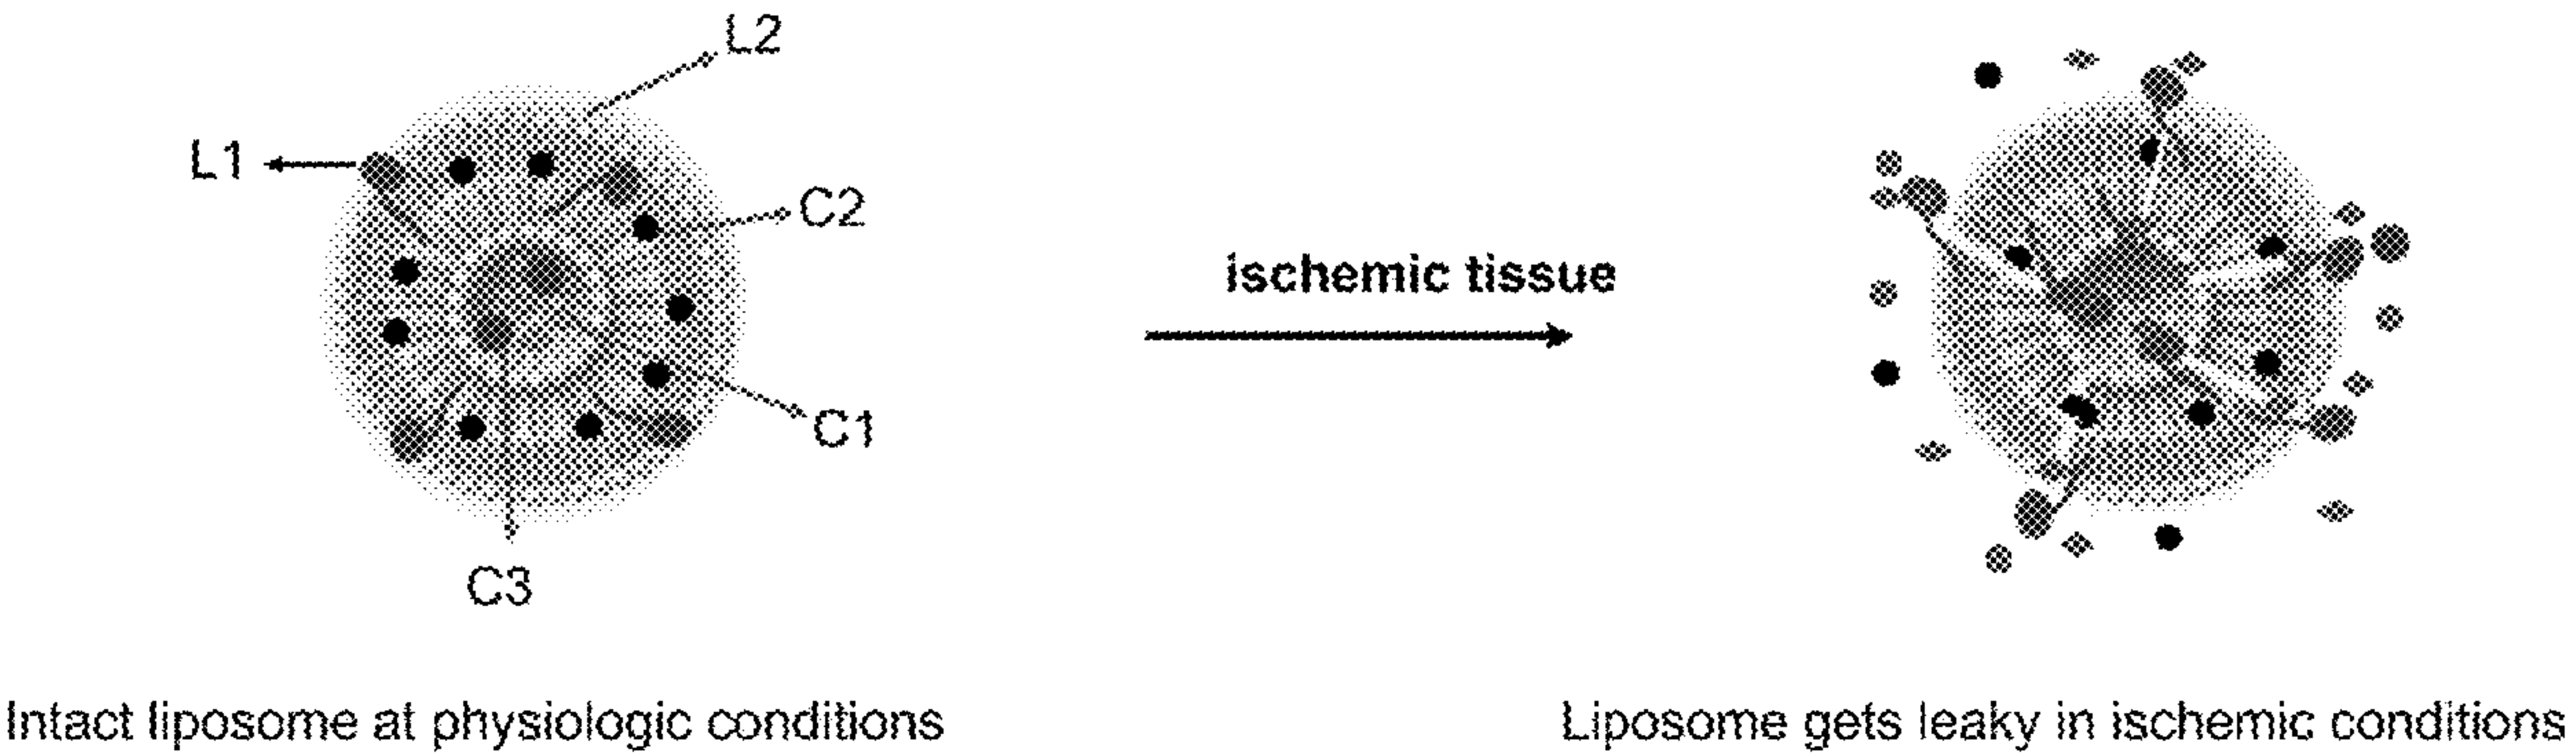 L2
L1
C2
ischemic tissue
C1
C3
Intact liposome at physiologic conditions
Liposome gets leaky in ischemic conditions